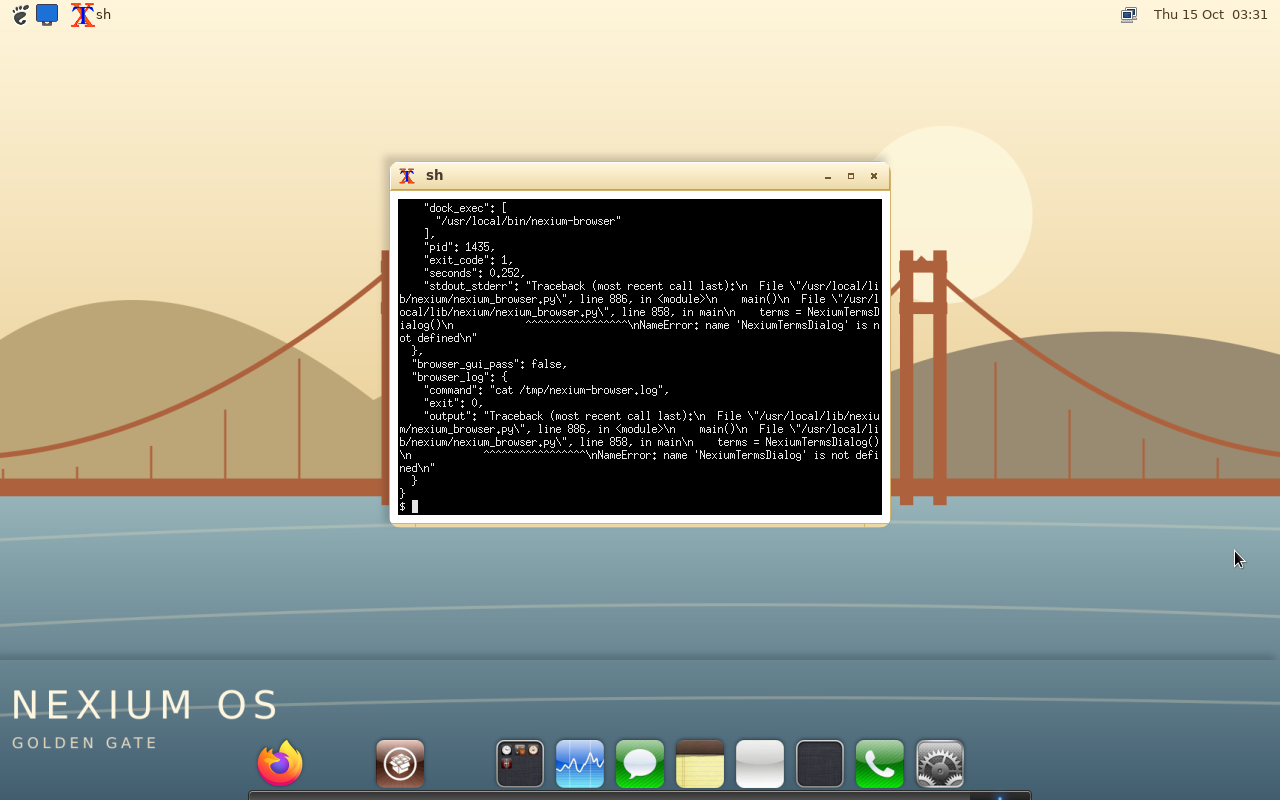 sh
Thu 15 Oct  03:31
sh
    "dock_exec": [
      "/usr/local/bin/nexium-browser"
    ],
    "pid": 1435,
    "exit_code": 1,
    "seconds": 0.252,
    "stdout_stderr": "Traceback (most recent call last):\n  File \"/usr/local/li
b/nexium/nexium_browser.py\", line 886, in <module>\n    main()\n  File \"/usr/l
ocal/lib/nexium/nexium_browser.py\", line 858, in main\n    terms = NexiumTermsD
ialog()\n            ^^^^^^^^^^^^^^^^^^^\nNameError: name 'NexiumTermsDialog' is n
ot defined\n"
  },
  "browser_gui_pass": false,
  "browser_log": {
    "command": "cat /tmp/nexium-browser.log",
    "exit": 0,
    "output": "Traceback (most recent call last):\n  File \"/usr/local/lib/nexiu
m/nexium_browser.py\", line 886, in <module>\n    main()\n  File \"/usr/local/li
b/nexium/nexium_browser.py\", line 858, in main\n    terms = NexiumTermsDialog()
\n            ^^^^^^^^^^^^^^^^^^^\nNameError: name 'NexiumTermsDialog' is not defi
ned\n"
  }
}
$
NEXIUM OS
GOLDEN GATE